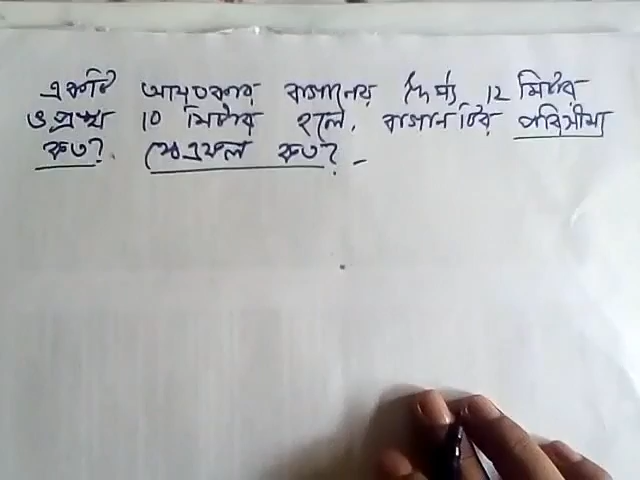 একটি আয়তকার বাগানের দৈর্ঘ্য 12 মিটার
ও প্রস্থ 10 মিটার হলে, বাগানটির পরিসীমা
কত? ক্ষেত্রফল কত?